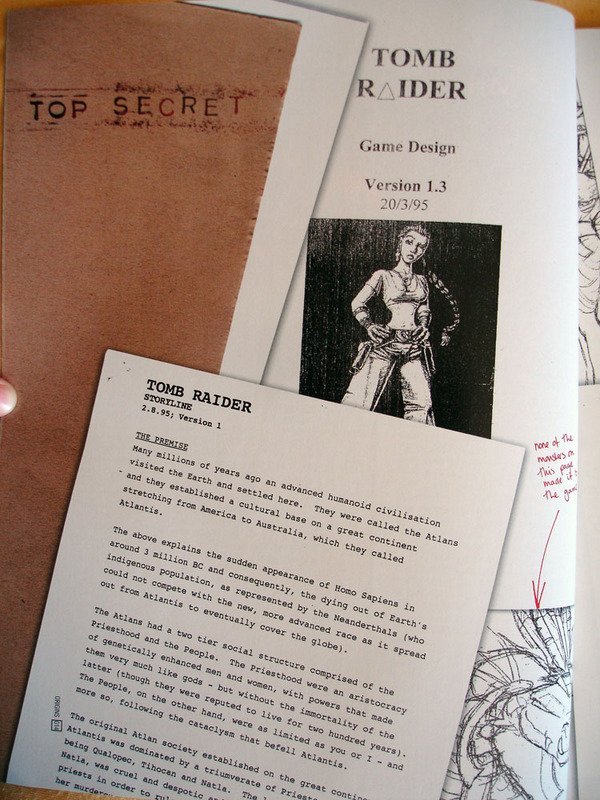 TOP SECRET
TOMB
R△IDER
Game Design
Version 1.3
20/3/95
TOMB RAIDER
STORYLINE
2.8.95; Version 1
THE PREMISE
Many millions of years ago an advanced humanoid civilisation
visited the Earth and settled here. They were called the Atlans
- and they established a cultural base on a great continent
stretching from America to Australia, which they called
Atlantis.
The above explains the sudden appearance of Homo Sapiens in
around 3 million BC and consequently, the dying out of Earth's
indigenous population, as represented by the Neanderthals (who
could not compete with the new, more advanced race as it spread
out from Atlantis to eventually cover the globe).
The Atlans had a two tier social structure comprised of the
Priesthood and the People. The Priesthood were an aristocracy
of genetically enhanced men and women, with powers that made
them very much like gods - but without the immortality of the
latter (though they were reputed to live for two hundred years).
The People, on the other hand, were as limited as you or I - and
more so, following the cataclysm that befell Atlantis.
The original Atlan society established on the great
Atlantis was dominated by a triumverate of
being Qualopec, Tihocan and Natla.
Natla, was cruel and despotic
priests in order to
her
none of the
monsters on
this page
made it
the